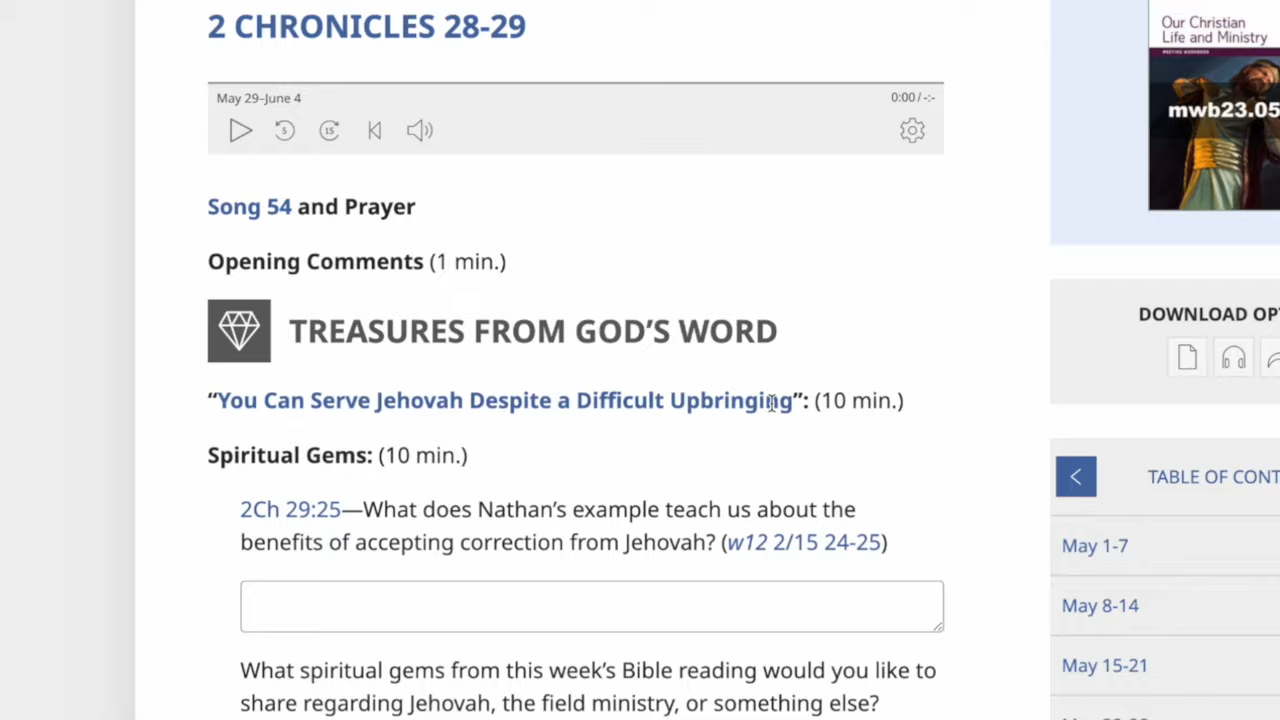 2 CHRONICLES 28-29
May 29–June 4
0:00 / -:-
5
15
Song 54 and Prayer
Opening Comments (1 min.)
TREASURES FROM GOD’S WORD
“You Can Serve Jehovah Despite a Difficult Upbringing”: (10 min.)
Spiritual Gems: (10 min.)
2Ch 29:25—What does Nathan’s example teach us about the
benefits of accepting correction from Jehovah? (w12 2/15 24-25)
What spiritual gems from this week’s Bible reading would you like to
share regarding Jehovah, the field ministry, or something else?
Our Christian
Life and Ministry
MEETING WORKBOOK
mwb23.05
DOWNLOAD OP
TABLE OF CONT
May 1-7
May 8-14
May 15-21